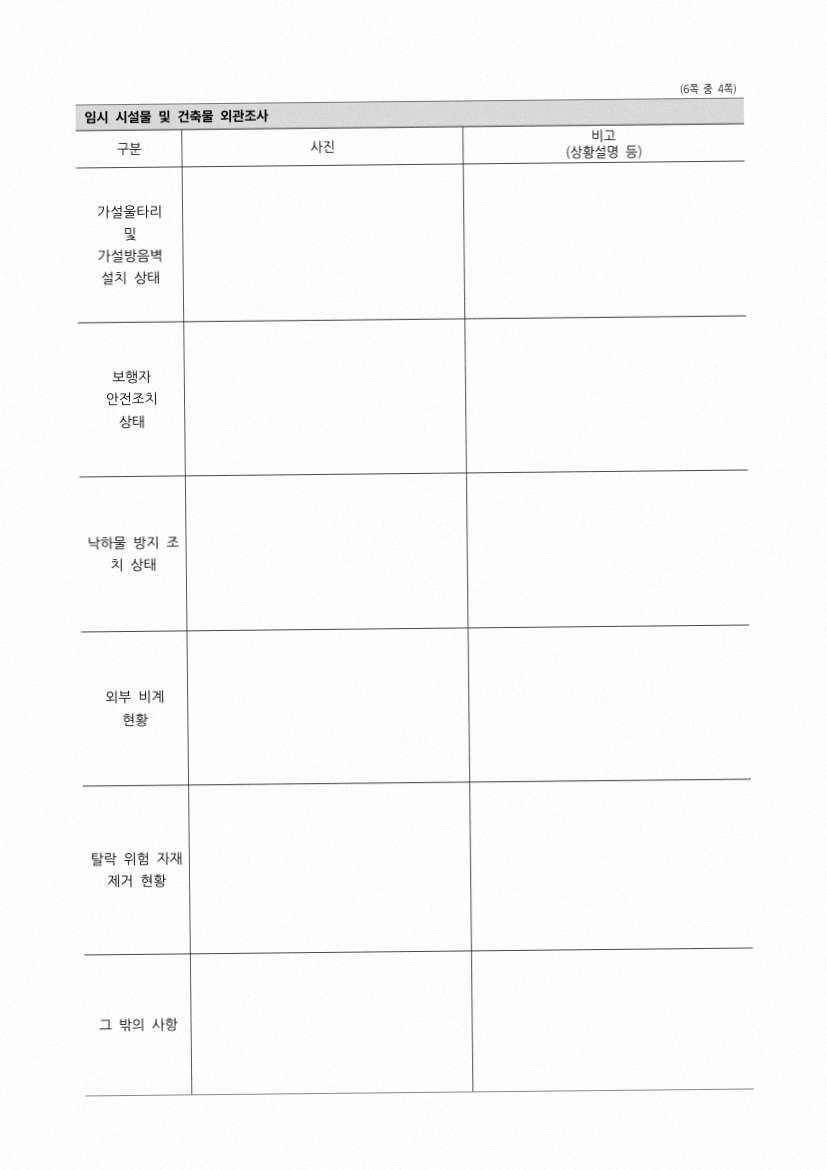 (6쪽 중 4쪽)
임시 시설물 및 건축물 외관조사
구분
사진
비고
(상황설명 등)
가설울타리
및
가설방음벽
설치 상태
보행자
안전조치
상태
낙하물 방지 조
치 상태
외부 비계
현황
탈락 위험 자재
제거 현황
그 밖의 사항